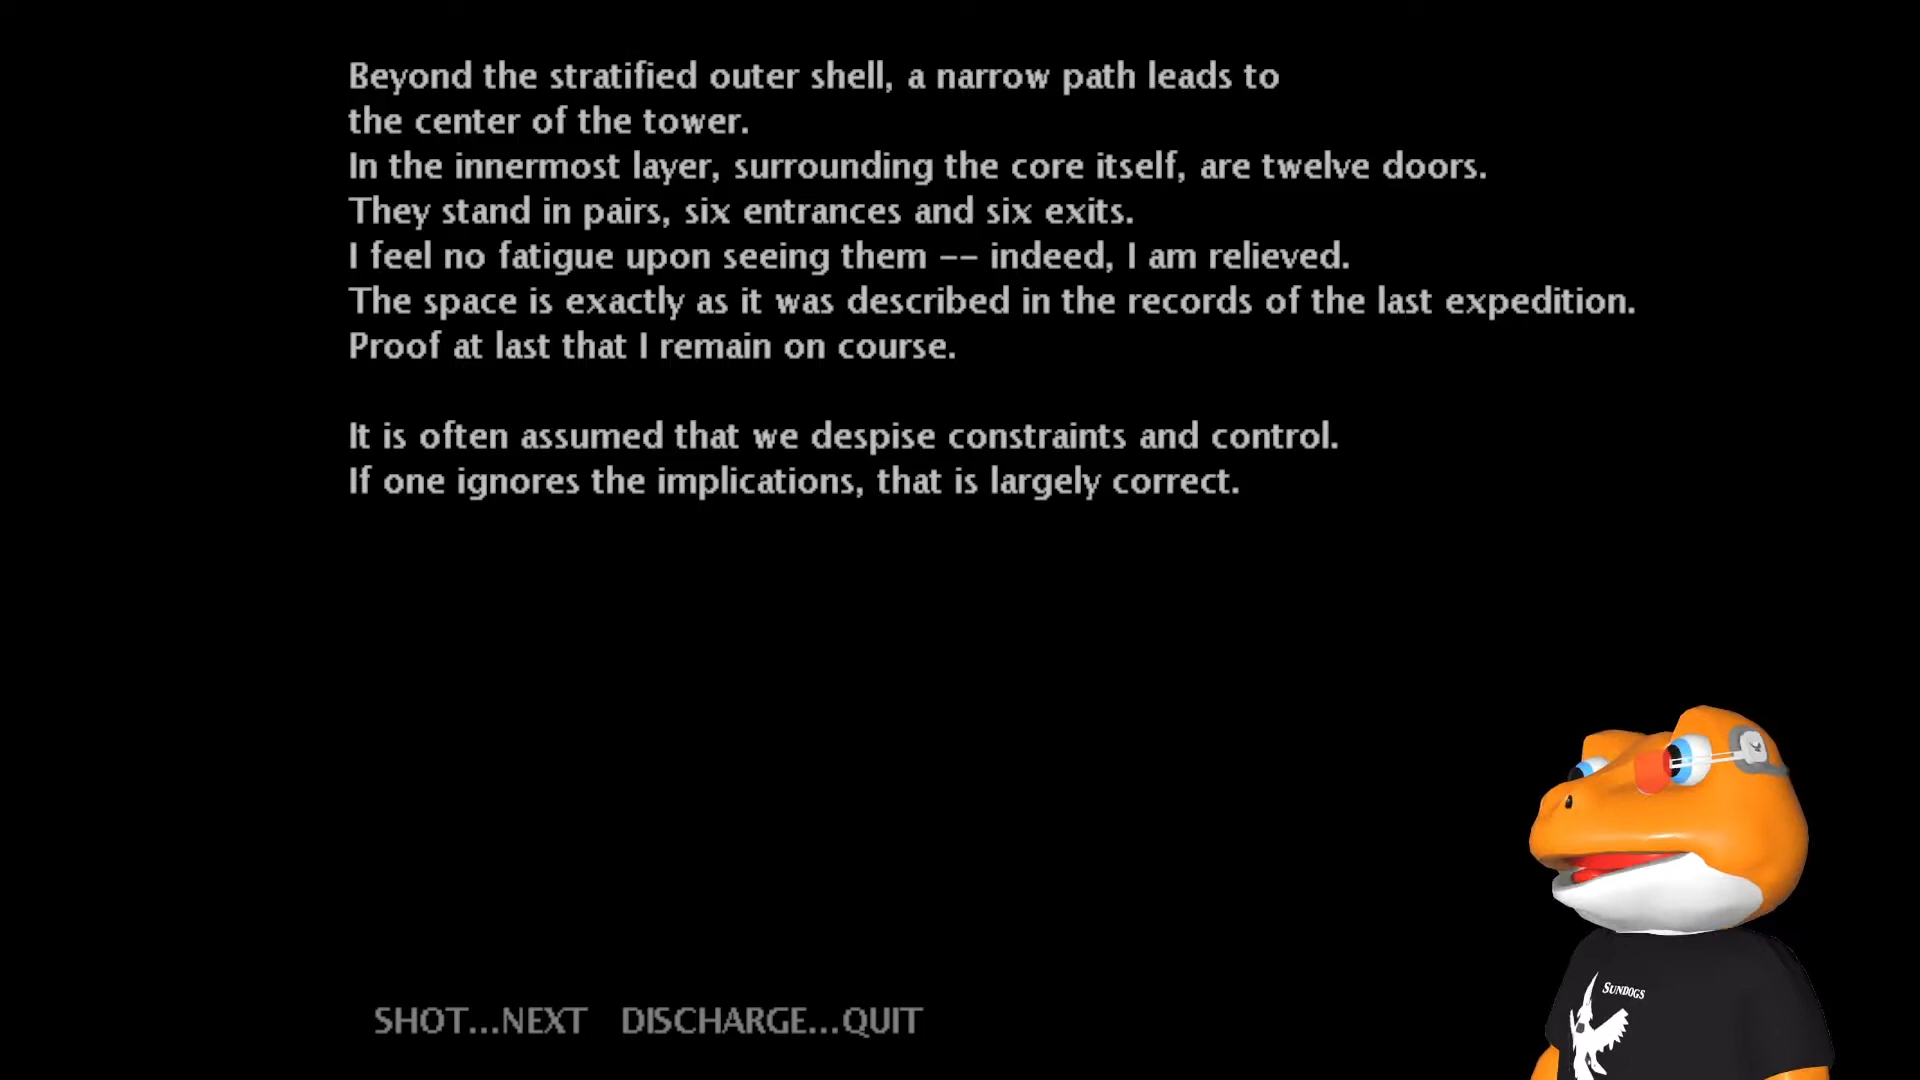 Beyond the stratified outer shell, a narrow path leads to
the center of the tower.
In the innermost layer, surrounding the core itself, are twelve doors.
They stand in pairs, six entrances and six exits.
I feel no fatigue upon seeing them -- indeed, I am relieved.
The space is exactly as it was described in the records of the last expedition.
Proof at last that I remain on course.
It is often assumed that we despise constraints and control.
If one ignores the implications, that is largely correct.
SUNDOGS
SHOT...NEXT DISCHARGE...QUIT